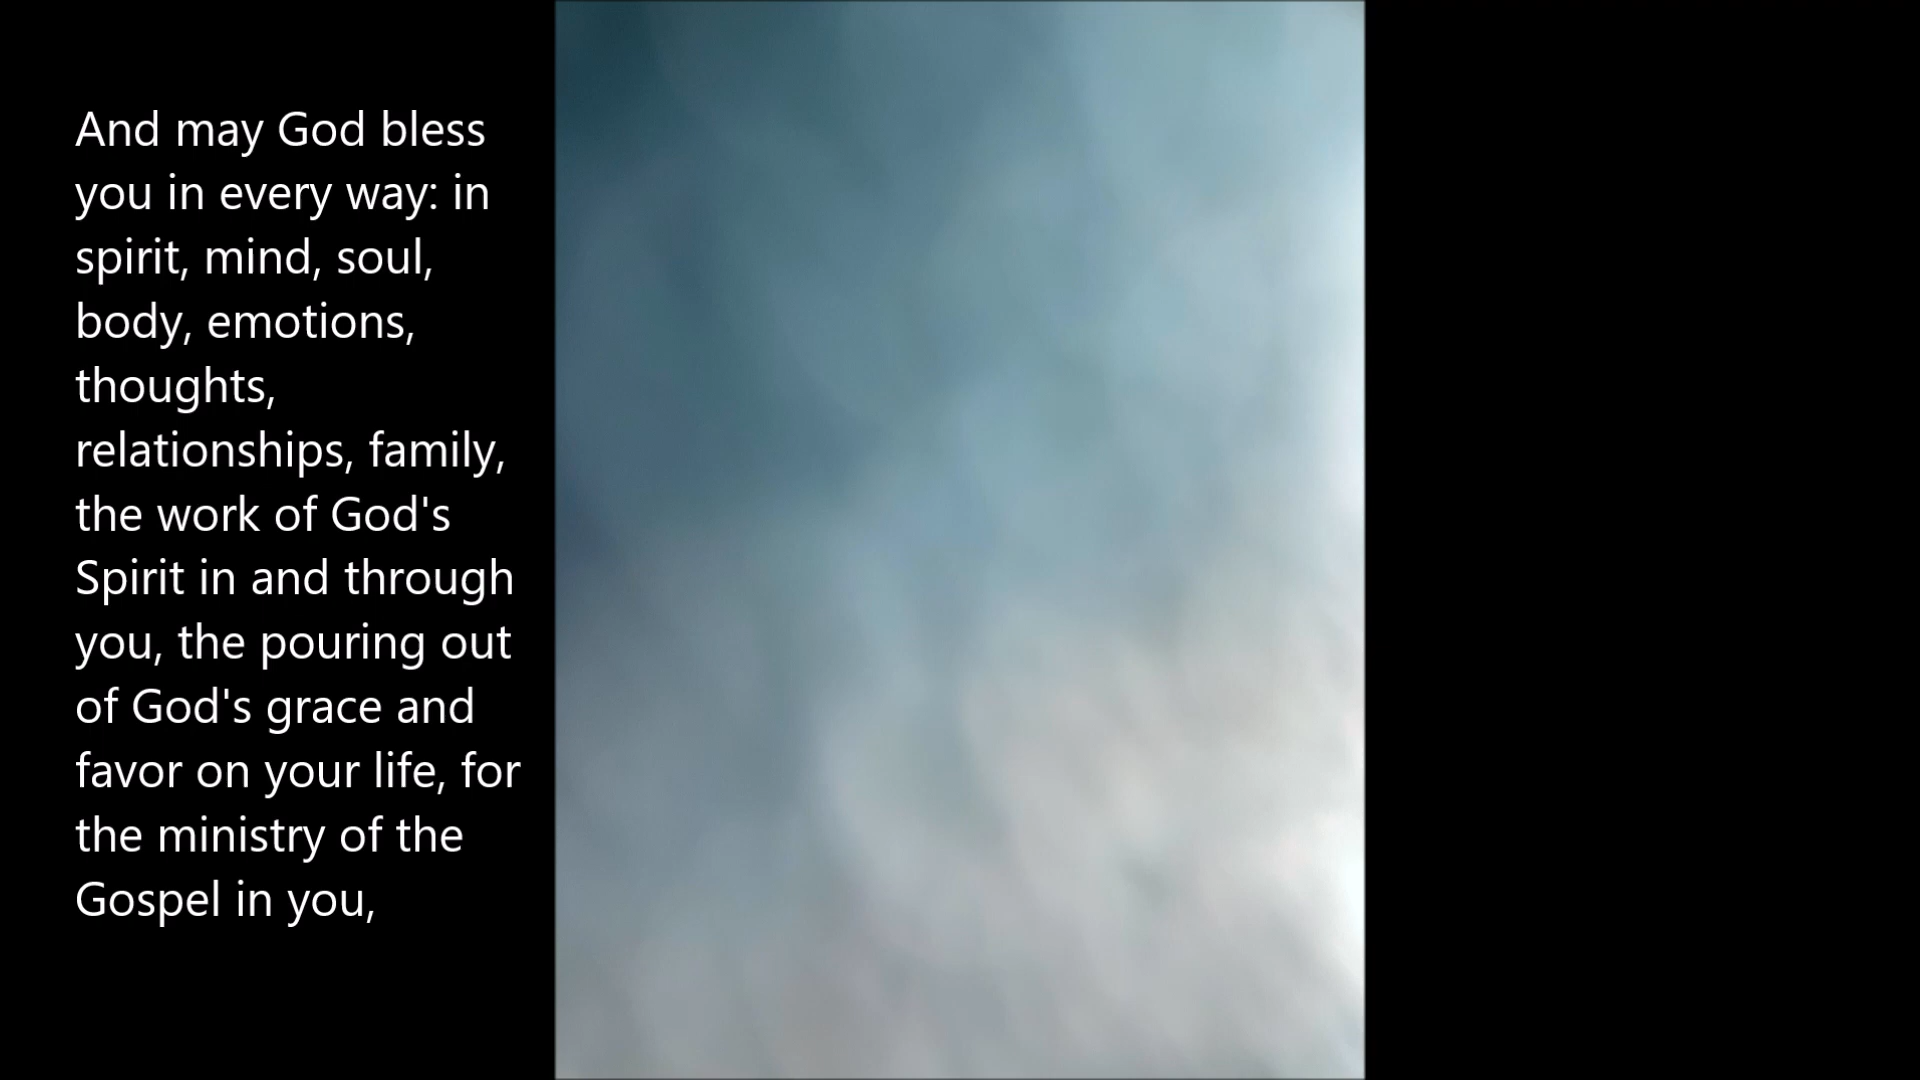 And may God bless
you in every way: in
spirit, mind, soul,
body, emotions,
thoughts,
relationships, family,
the work of God's
Spirit in and through
you, the pouring out
of God's grace and
favor on your life, for
the ministry of the
Gospel in you,